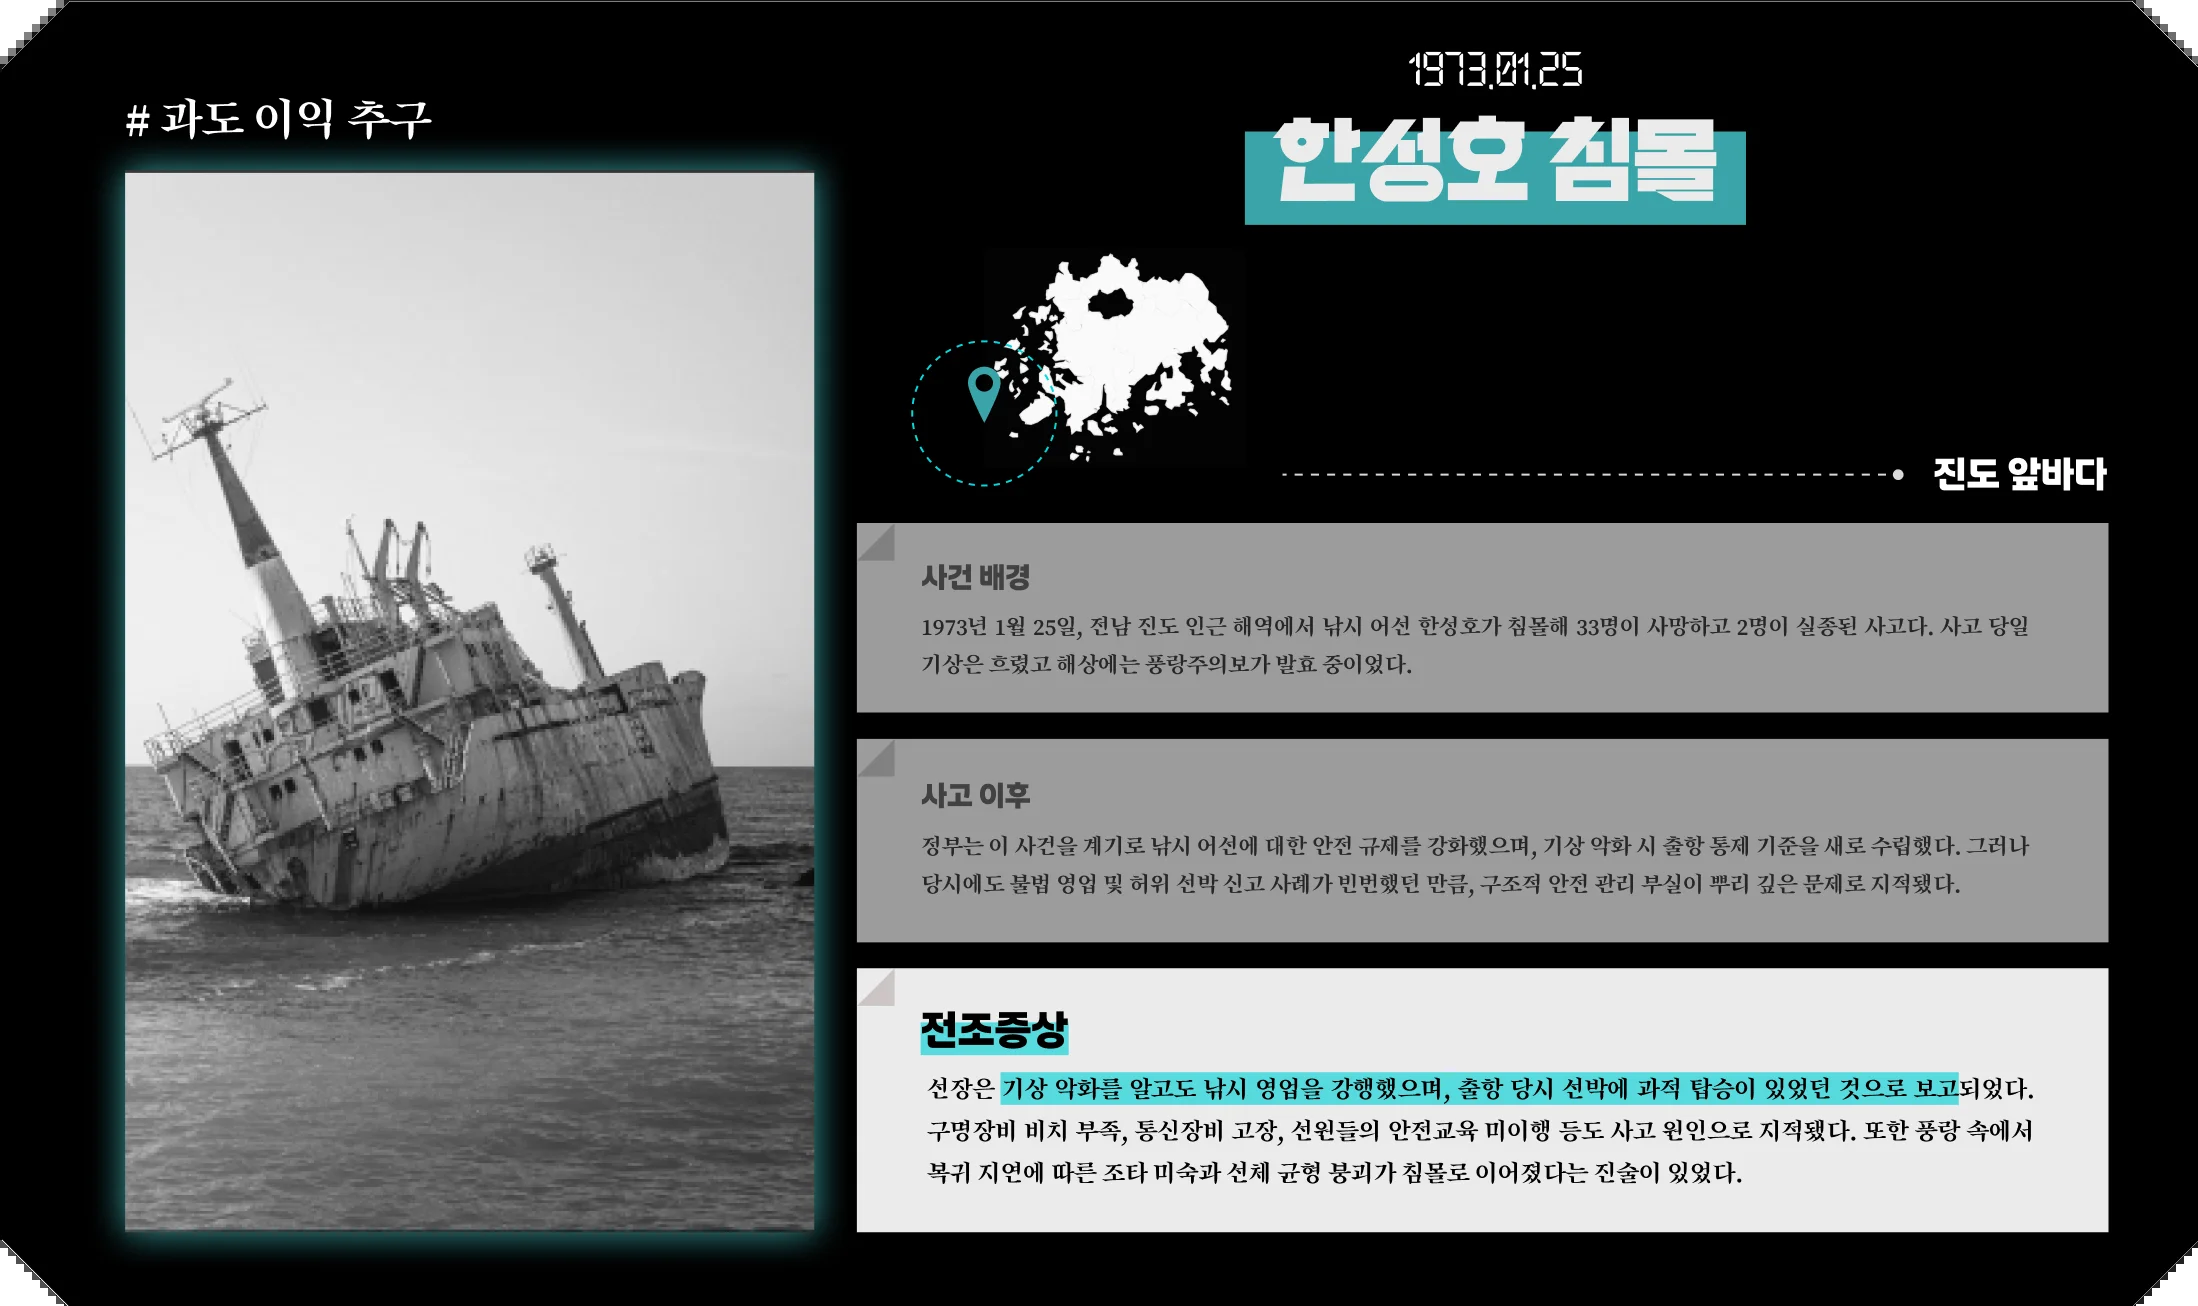 # 과도 이익 추구
1973.01.25
한성호 침몰
진도 앞바다
사건 배경
1973년 1월 25일, 전남 진도 인근 해역에서 낚시 어선 한성호가 침몰해 33명이 사망하고 2명이 실종된 사고다. 사고 당일
기상은 흐렸고 해상에는 풍랑주의보가 발효 중이었다.
사고 이후
정부는 이 사건을 계기로 낚시 어선에 대한 안전 규제를 강화했으며, 기상 악화 시 출항 통제 기준을 새로 수립했다. 그러나
당시에도 불법 영업 및 허위 선박 신고 사례가 빈번했던 만큼, 구조적 안전 관리 부실이 뿌리 깊은 문제로 지적됐다.
전조증상
선장은 기상 악화를 알고도 낚시 영업을 강행했으며, 출항 당시 선박에 과적 탑승이 있었던 것으로 보고되었다.
구명장비 비치 부족, 통신장비 고장, 선원들의 안전교육 미이행 등도 사고 원인으로 지적됐다. 또한 풍랑 속에서
복귀 지연에 따른 조타 미숙과 선체 균형 붕괴가 침몰로 이어졌다는 진술이 있었다.